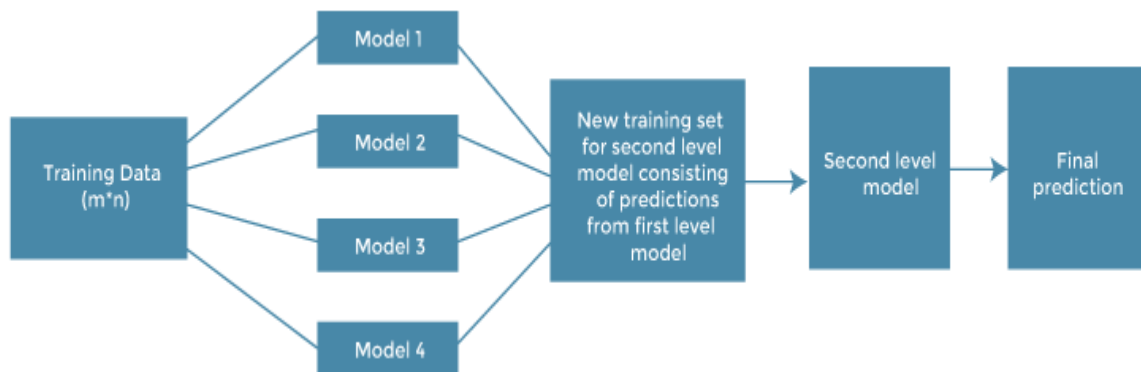 Training Data
(m*n)
Model 1
Model 2
Model 3
Model 4
New training set
for second level
model consisting
of predictions
from first level
model
Second level
model
Final
prediction